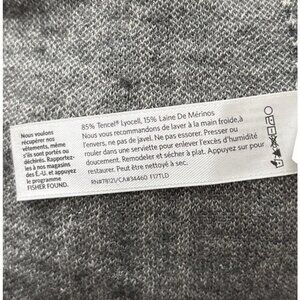 Nous voulons
récupérer nos
vêtements, même
s'ils sont portés ou
déchirés. Rapportez-
les à nos magasins
des É.-U. et appuyez
le programme
FISHER FOUND.
85% Tencel® Lyocell, 15% Laine De Mérinos
Nous vous recommandons de laver à la main froide, à
l'envers, ne pas de javel. Ne pas essorer. Presser ou
rouler dans une serviette pour enlever l'excès d'humidité
doucement. Remodeler et sécher à plat. Appuyez sur pour
restaurer. Peut être nettoyé à sec.
RN#78121/CA#34460 F17TLD